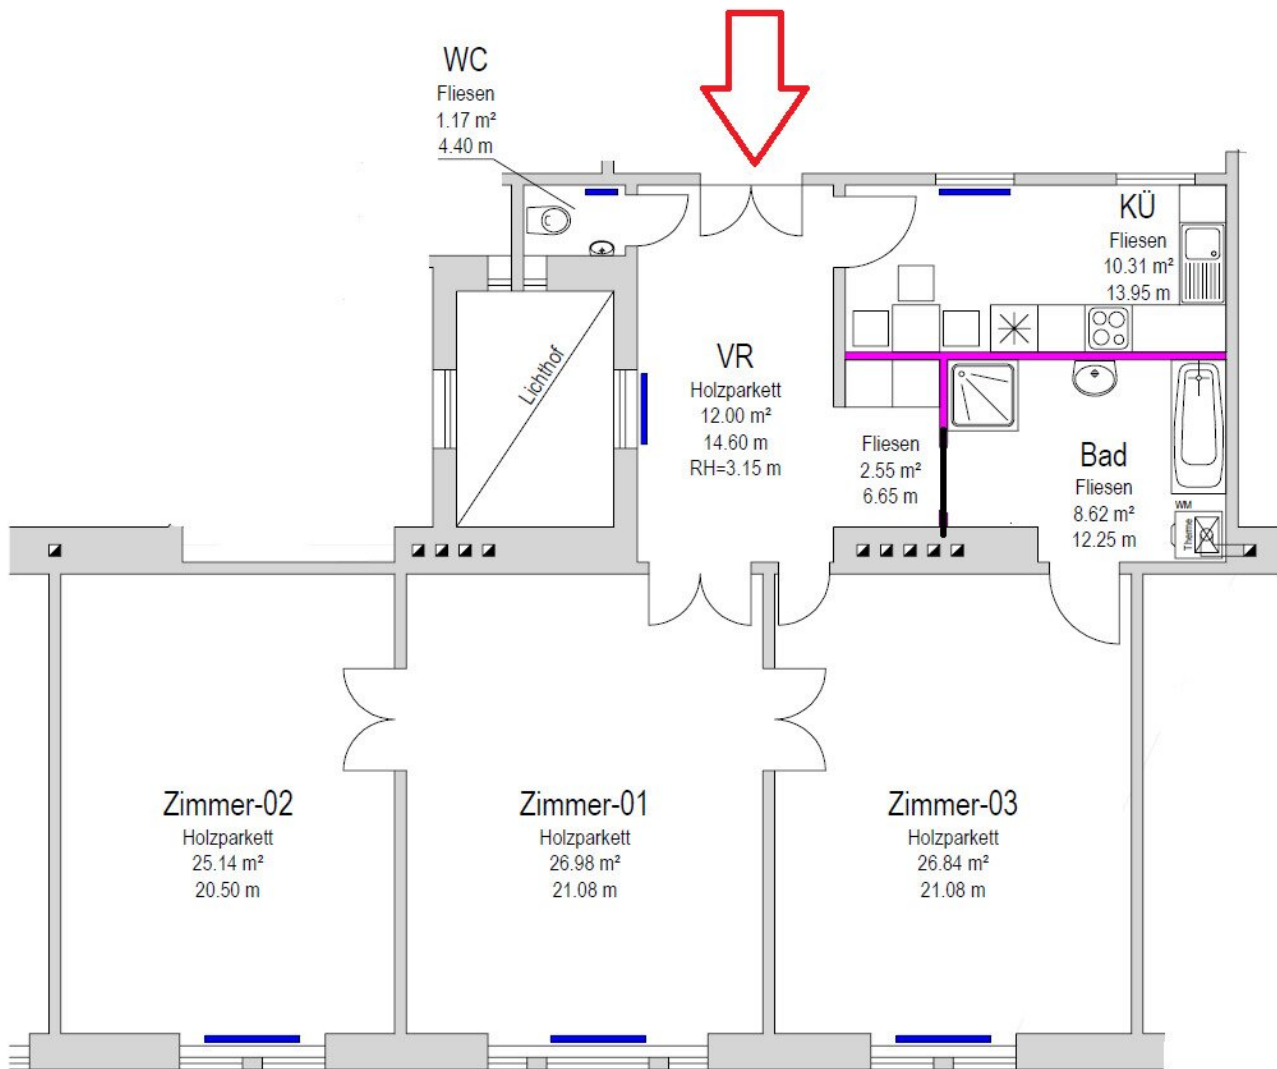 WC
Fliesen
1.17 m²
4.40 m
KÜ
Fliesen
10.31 m²
13.95 m
Lichthof
VR
Holzparkett
12.00 m²
14.60 m
RH=3.15 m
Fliesen
2.55 m²
6.65 m
Bad
Fliesen
8.62 m²
12.25 m
WM
Therme
Zimmer-02
Holzparkett
25.14 m²
20.50 m
Zimmer-01
Holzparkett
26.98 m²
21.08 m
Zimmer-03
Holzparkett
26.84 m²
21.08 m